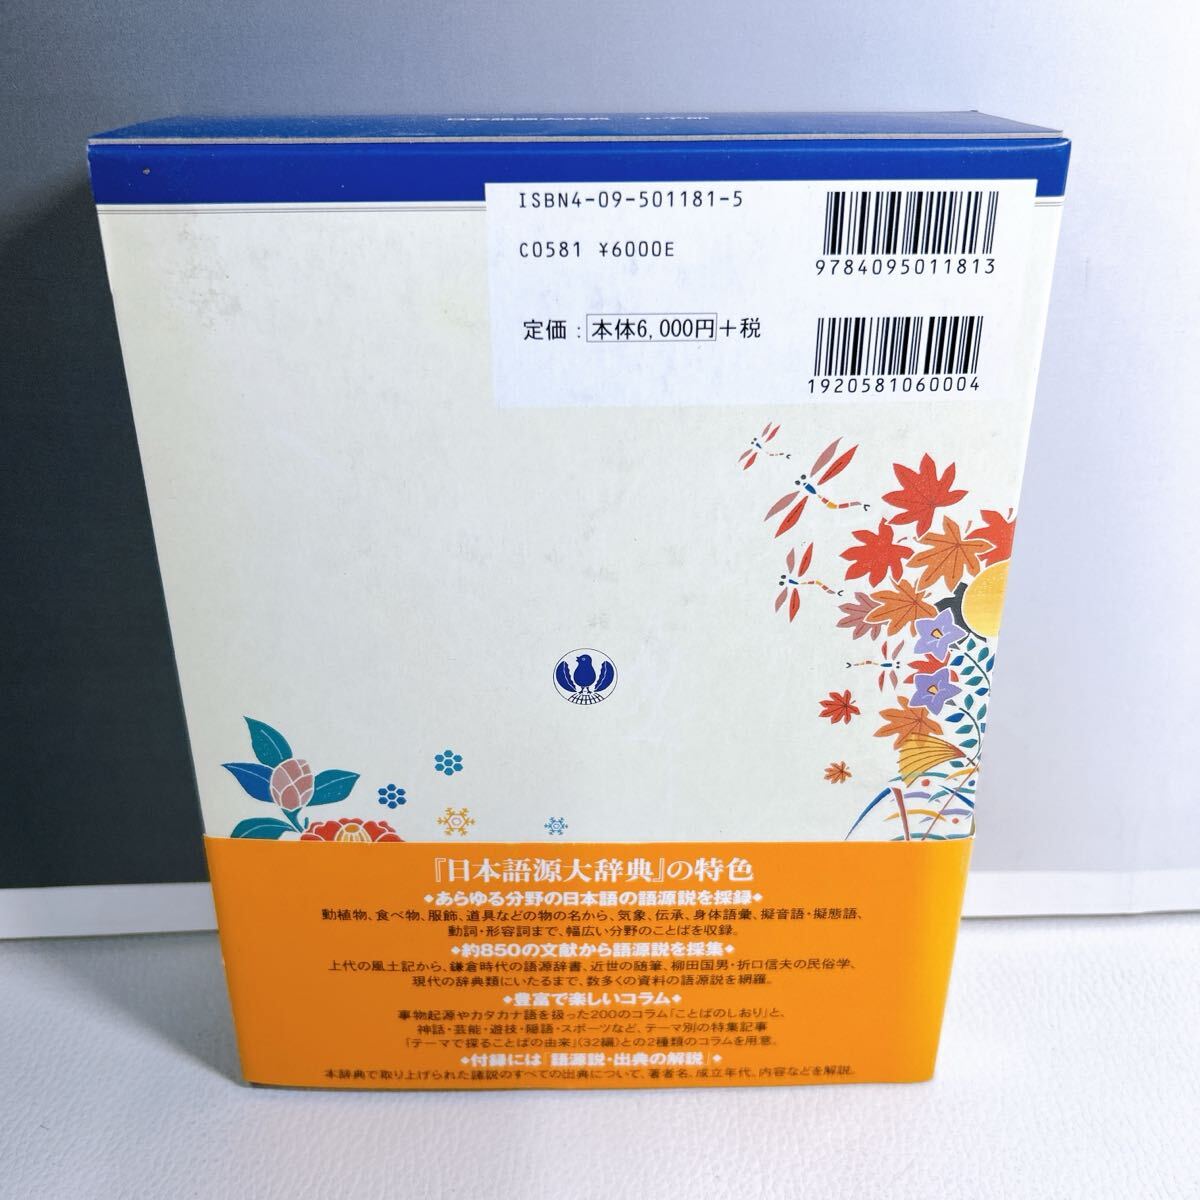 日本語源大辞典 小学館
ISBN4-09-501181-5
C0581 ¥6000E
9784095011813
定価：本体6,000円＋税
1920581060004
『日本語源大辞典』の特色
◆あらゆる分野の日本語の語源説を採録◆
動植物、食べ物、服飾、道具などの物の名から、気象、伝承、身体語彙、擬音語・擬態語、
動詞・形容詞まで、幅広い分野のことばを収録。
◆約850の文献から語源説を採集◆
上代の風土記から、鎌倉時代の語源辞書、近世の随筆、柳田国男・折口信夫の民俗学、
現代の辞典類にいたるまで、数多くの資料の語源説を網羅。
◆豊富で楽しいコラム◆
事物起源やカタカナ語を扱った200のコラム「ことばのしおり」と、
神話・芸能・遊技・隠語・スポーツなど、テーマ別の特集記事
「テーマで探ることばの由来」(32編)との2種類のコラムを用意。
◆付録には「語源説・出典の解説」◆
本辞典で取り上げられた諸説のすべての出典について、著者名、成立年代、内容などを解説。